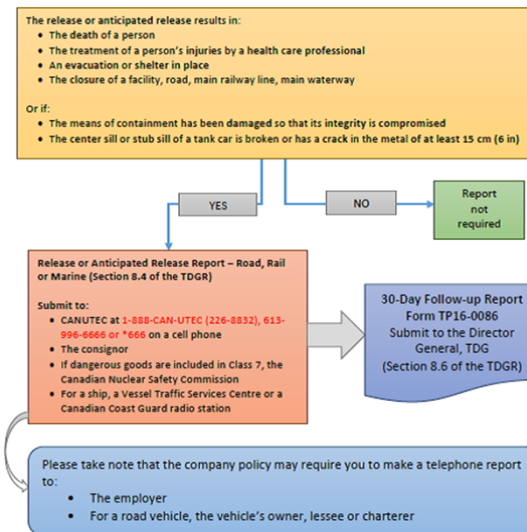 The release or anticipated release results in:
• The death of a person
• The treatment of a person's injuries by a health care professional
• An evacuation or shelter in place
• The closure of a facility, road, main railway line, main waterway
Or if:
• The means of containment has been damaged so that its integrity is compromised
• The center sill or stub sill of a tank car is broken or has a crack in the metal of at least 15 cm (6 in)
YES
NO
Report
not
required
Release or Anticipated Release Report – Road, Rail
or Marine (Section 8.4 of the TDGR)
Submit to:
• CANUTEC at 1-888-CAN-UTEC (226-8832), 613-
996-6666 or *666 on a cell phone
• The consignor
• If dangerous goods are included in Class 7, the
Canadian Nuclear Safety Commission
• For a ship, a Vessel Traffic Services Centre or a
Canadian Coast Guard radio station
30-Day Follow-up Report
Form TP16-0086
Submit to the Director
General, TDG
(Section 8.6 of the TDGR)
Please take note that the company policy may require you to make a telephone report
to:
• The employer
• For a road vehicle, the vehicle's owner, lessee or charterer